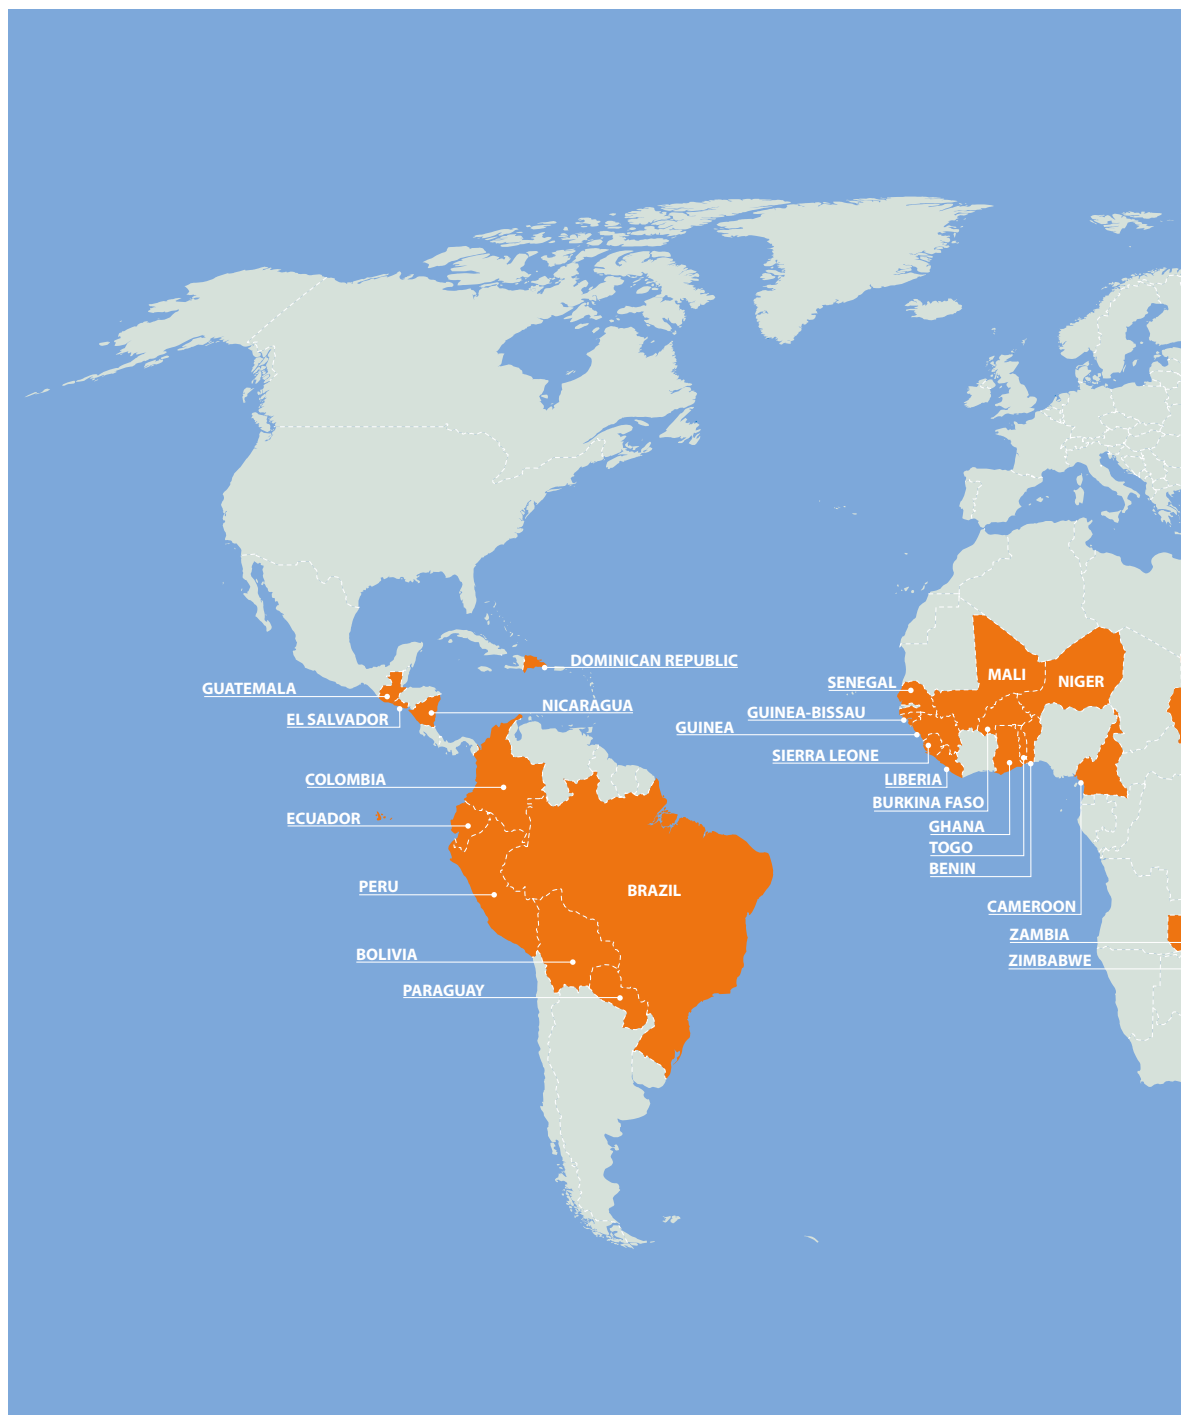 DOMINICAN REPUBLIC
GUATEMALA
NICARAGUA
EL SALVADOR
COLOMBIA
ECUADOR
PERU
BRAZIL
BOLIVIA
PARAGUAY
MALI
NIGER
SENEGAL
GUINEA-BISSAU
GUINEA
SIERRA LEONE
LIBERIA
BURKINA FASO
GHANA
TOGO
BENIN
CAMEROON
ZAMBIA
ZIMBABWE